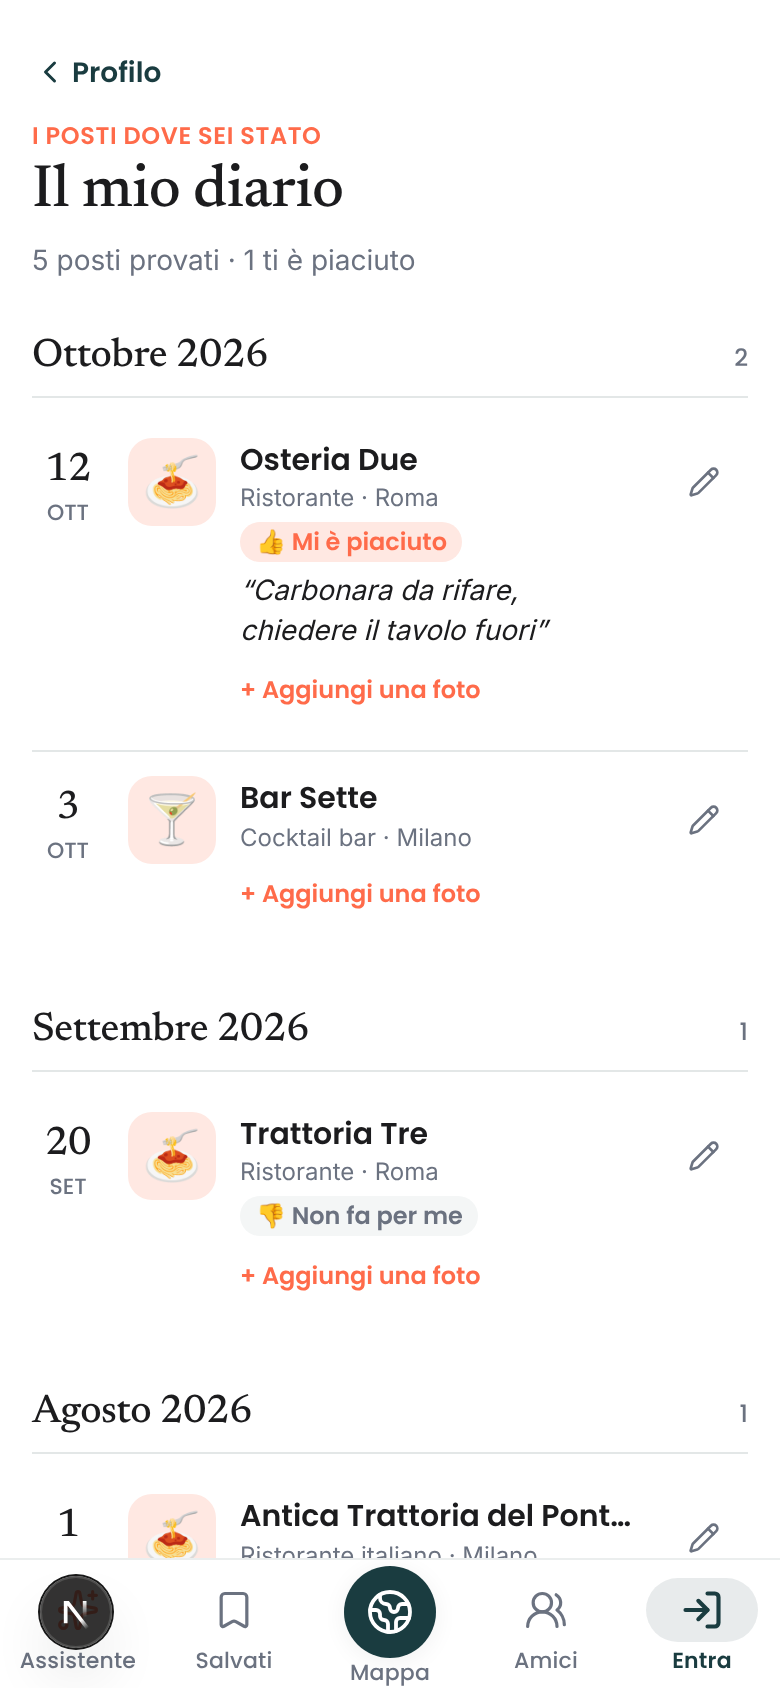 Profilo
I POSTI DOVE SEI STATO
Il mio diario
5 posti provati · 1 ti è piaciuto
Ottobre 2026
2
12
OTT
Osteria Due
Ristorante · Roma
👍 Mi è piaciuto
“Carbonara da rifare,
chiedere il tavolo fuori”
+ Aggiungi una foto
3
OTT
Bar Sette
Cocktail bar · Milano
+ Aggiungi una foto
Settembre 2026
1
20
SET
Trattoria Tre
Ristorante · Roma
👎 Non fa per me
+ Aggiungi una foto
Agosto 2026
1
1
Antica Trattoria del Pont...
Ristorante italiano · Milano
N
Assistente
Salvati
Mappa
Amici
Entra